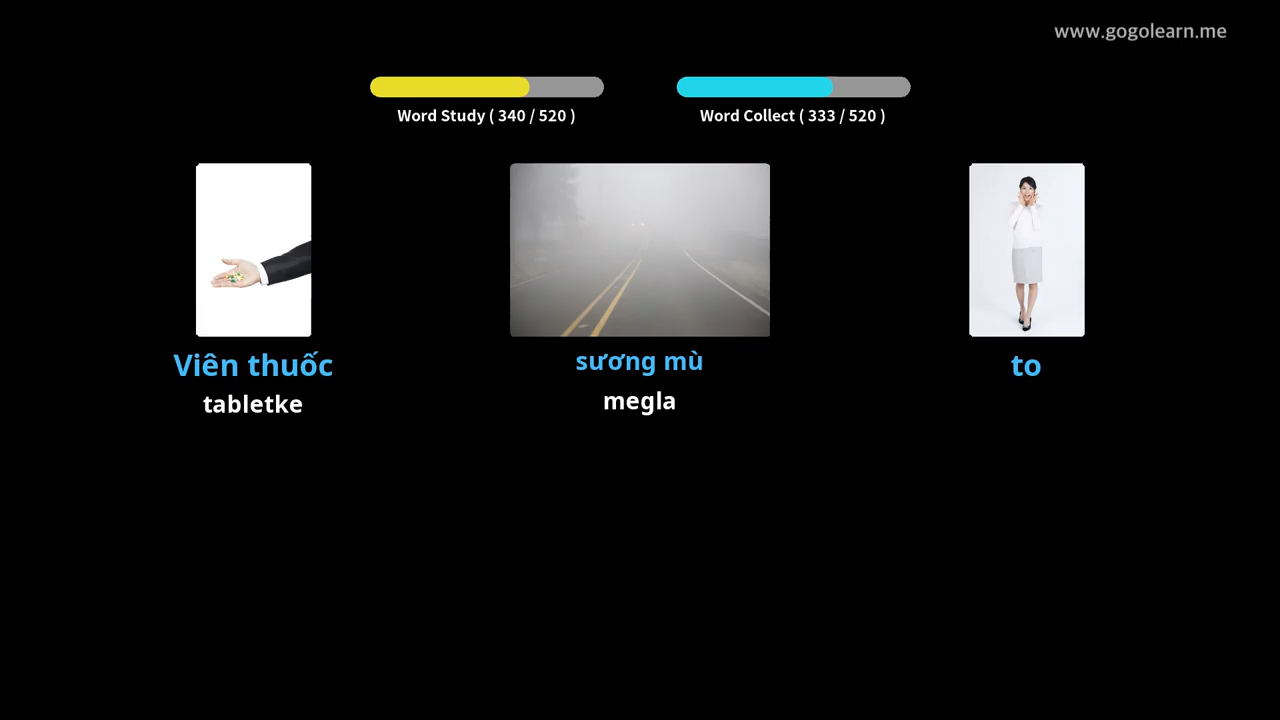 www.gogolearn.me
Word Study ( 340 / 520 )
Word Collect ( 333 / 520 )
Viên thuốc
sương mù
to
tabletke
megla